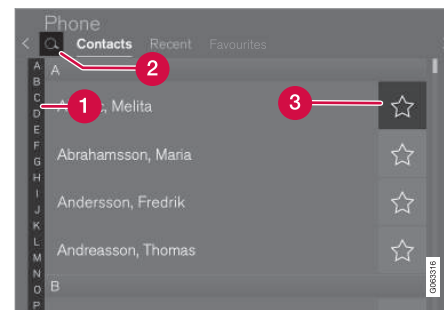 Phone
Contacts Recent Favourites
2
A
B
C
D
E
F
G
H
I
J
K
L
M
N
O
P
A
1
Melita
3
Abrahamsson, Maria
Andersson, Fredrik
Andreasson, Thomas
B
G063316